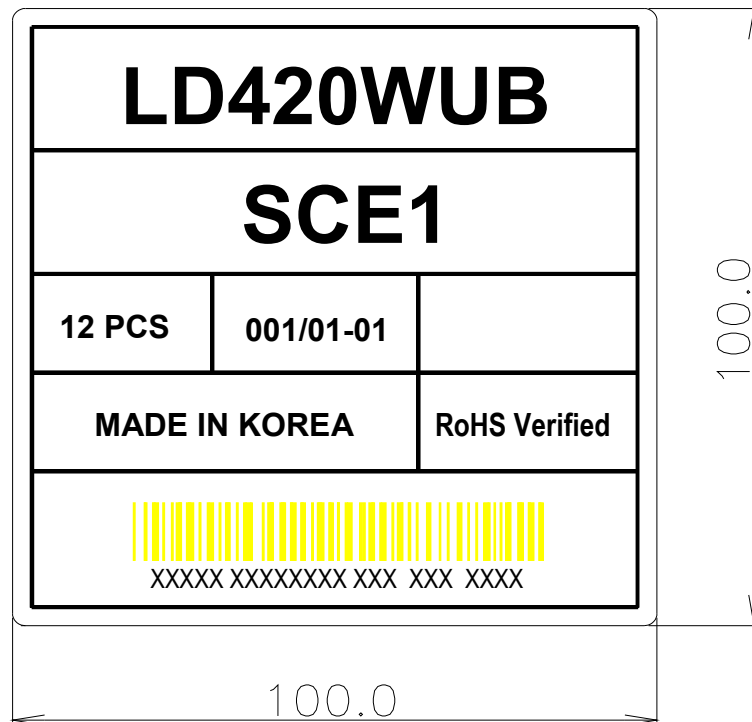 LD420WUB
SCE1
12 PCS 001/01-01
MADE IN KOREA RoHS Verified
XXXXX XXXXXXXX XXX XXX XXXX
100.0
100.0